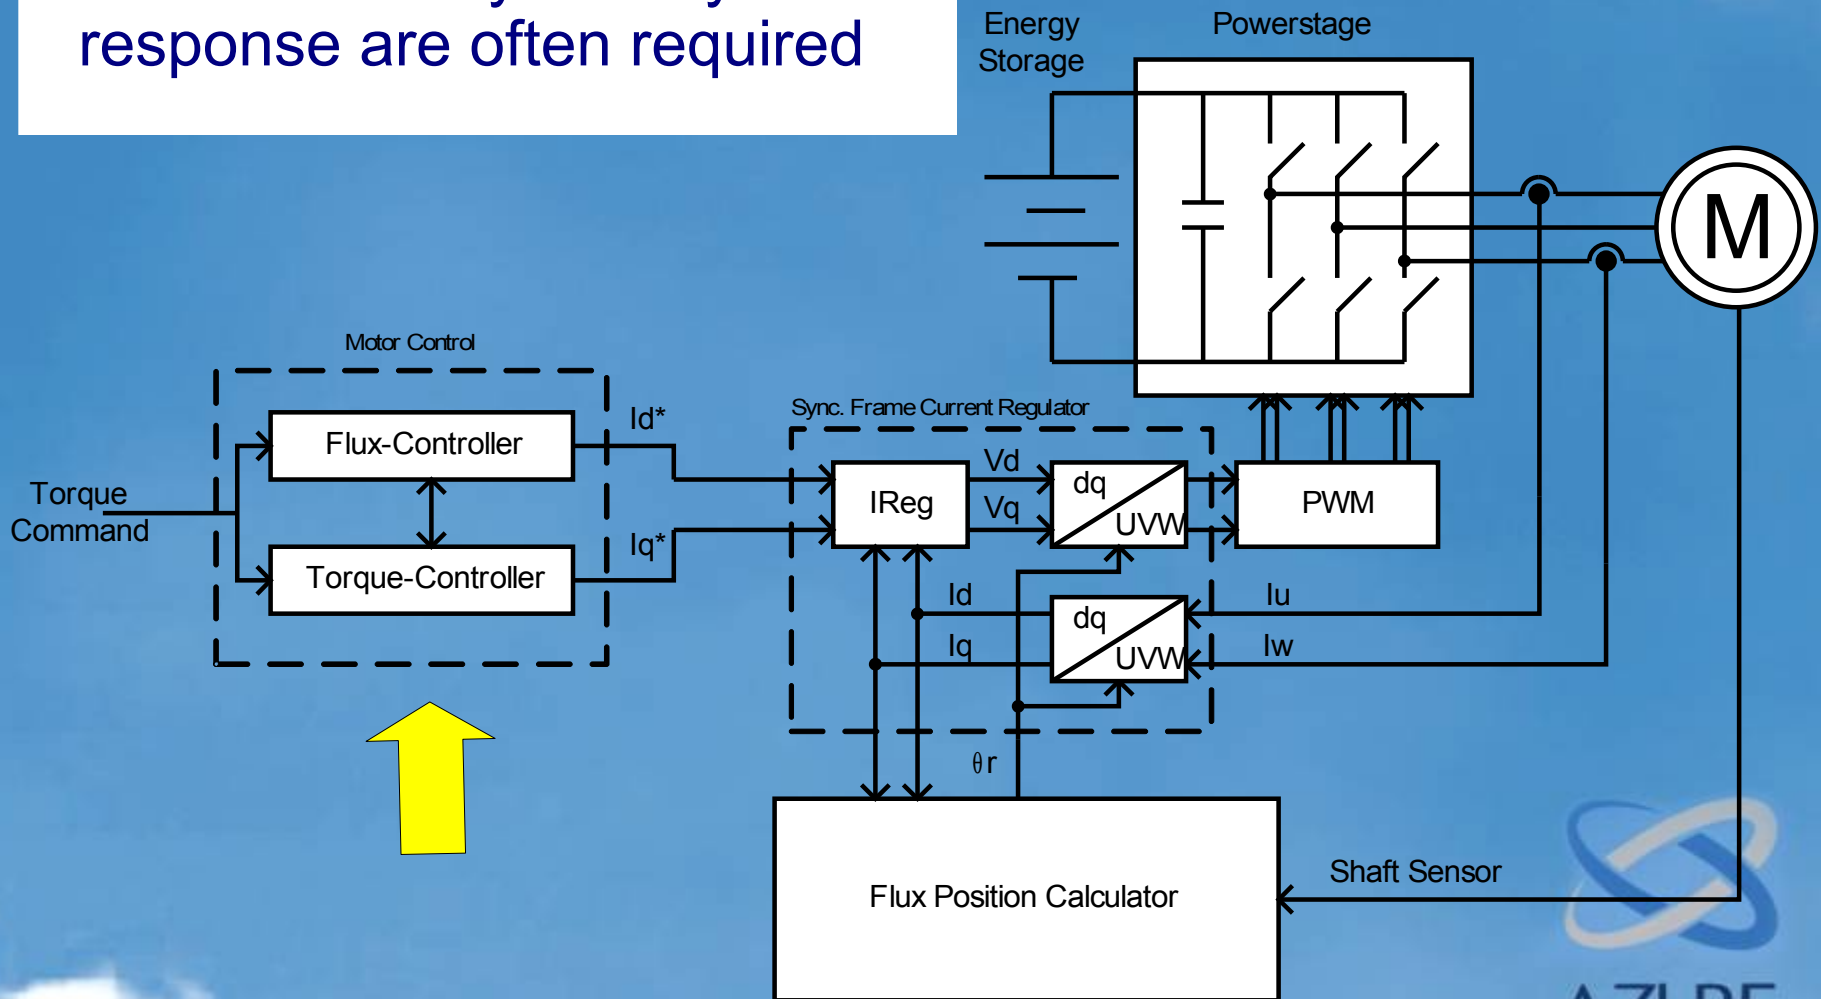 response are often required
Energy
Storage
Powerstage
M
Motor Control
Flux-Controller
Id*
Torque
Command
Torque-Controller
Iq*
Sync. Frame Current Regulator
IReg
Vd
Vq
dq
UVW
PWM
Id
Iq
dq
UVW
Iu
Iw
θr
Flux Position Calculator
Shaft Sensor